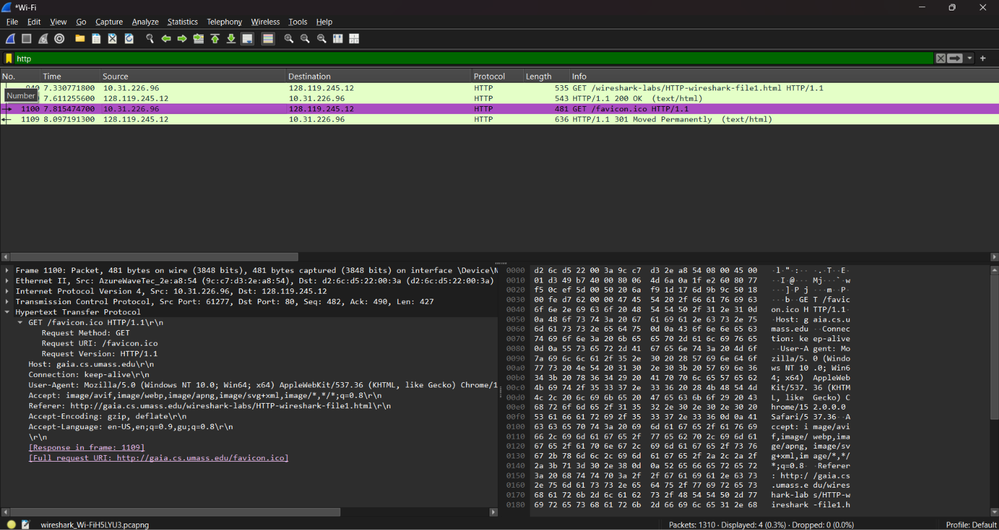 *Wi-Fi
File Edit View Go Capture Analyze Statistics Telephony Wireless Tools Help
http
No. Time Source Destination Protocol Length Info
7.330771800 10.31.226.96 128.119.245.12 HTTP 535 GET /wireshark-labs/HTTP-wireshark-file1.html HTTP/1.1
Number
7.611255600 128.119.245.12 10.31.226.96 HTTP 543 HTTP/1.1 200 OK (text/html)
1100 7.815474700 10.31.226.96 128.119.245.12 HTTP 481 GET /favicon.ico HTTP/1.1
1109 8.097191300 128.119.245.12 10.31.226.96 HTTP 636 HTTP/1.1 301 Moved Permanently (text/html)
Frame 1100: Packet, 481 bytes on wire (3848 bits), 481 bytes captured (3848 bits) on interface \Device\N
Ethernet II, Src: AzureWaveTec_2e:a8:54 (9c:c7:d3:2e:a8:54), Dst: d2:6c:d5:22:00:3a (d2:6c:d5:22:00:3a)
Internet Protocol Version 4, Src: 10.31.226.96, Dst: 128.119.245.12
Transmission Control Protocol, Src Port: 61277, Dst Port: 80, Seq: 482, Ack: 490, Len: 427
Hypertext Transfer Protocol
GET /favicon.ico HTTP/1.1\r\n
Request Method: GET
Request URI: /favicon.ico
Request Version: HTTP/1.1
Host: gaia.cs.umass.edu\r\n
Connection: keep-alive\r\n
User-Agent: Mozilla/5.0 (Windows NT 10.0; Win64; x64) AppleWebKit/537.36 (KHTML, like Gecko) Chrome/1
Accept: image/avif,image/webp,image/apng,image/svg+xml,image/*,*/*;q=0.8\r\n
Referer: http://gaia.cs.umass.edu/wireshark-labs/HTTP-wireshark-file1.html\r\n
Accept-Encoding: gzip, deflate\r\n
Accept-Language: en-US,en;q=0.9,gu;q=0.8\r\n
\r\n
[Response in frame: 1109]
[Full request URI: http://gaia.cs.umass.edu/favicon.ico]
0000 d2 6c d5 22 00 3a 9c c7 d3 2e a8 54 08 00 45 00 ·l·":··· ·.·T··E·
0010 01 d3 49 b7 40 00 80 06 4d 6a 0a 1f e2 60 80 77 ··I·@··· Mj···`·w
0020 f5 0c ef 5d 00 50 20 6a f9 1d 17 6d 9b 9c 50 18 ···]·P j ···m··P·
0030 00 fe d7 62 00 00 47 45 54 20 2f 66 61 76 69 63 ···b··GE T /favic
0040 6f 6e 2e 69 63 6f 20 48 54 54 50 2f 31 2e 31 0d on.ico H TTP/1.1·
0050 0a 48 6f 73 74 3a 20 67 61 69 61 2e 63 73 2e 75 ·Host: g aia.cs.u
0060 6d 61 73 73 2e 65 64 75 0d 0a 43 6f 6e 6e 65 63 mass.edu ··Connec
0070 74 69 6f 6e 3a 20 6b 65 65 70 2d 61 6c 69 76 65 tion: ke ep-alive
0080 0d 0a 55 73 65 72 2d 41 67 65 6e 74 3a 20 4d 6f ··User-A gent: Mo
0090 7a 69 6c 6c 61 2f 35 2e 30 20 28 57 69 6e 64 6f zilla/5. 0 (Windo
00a0 77 73 20 4e 54 20 31 30 2e 30 3b 20 57 69 6e 36 ws NT 10 .0; Win6
00b0 34 3b 20 78 36 34 29 20 41 70 70 6c 65 57 65 62 4; x64) AppleWeb
00c0 4b 69 74 2f 35 33 37 2e 33 36 20 28 4b 48 54 4d Kit/537. 36 (KHTM
00d0 4c 2c 20 6c 69 6b 65 20 47 65 63 6b 6f 29 20 43 L, like Gecko) C
00e0 68 72 6f 6d 65 2f 31 35 32 2e 30 2e 30 2e 30 20 hrome/15 2.0.0.0
00f0 53 61 66 61 72 69 2f 35 33 37 2e 33 36 0d 0a 41 Safari/5 37.36··A
0100 63 63 65 70 74 3a 20 69 6d 61 67 65 2f 61 76 69 ccept: i mage/avi
0110 66 2c 69 6d 61 67 65 2f 77 65 62 70 2c 69 6d 61 f,image/ webp,ima
0120 67 65 2f 61 70 6e 67 2c 69 6d 61 67 65 2f 73 76 ge/apng, image/sv
0130 67 2b 78 6d 6c 2c 69 6d 61 67 65 2f 2a 2c 2a 2f g+xml,im age/*,*/
0140 2a 3b 71 3d 30 2e 38 0d 0a 52 65 66 65 72 65 72 *;q=0.8· ·Referer
0150 3a 20 68 74 74 70 3a 2f 2f 67 61 69 61 2e 63 73 : http:/ /gaia.cs
0160 2e 75 6d 61 73 73 2e 65 64 75 2f 77 69 72 65 73 .umass.e du/wires
0170 68 61 72 6b 2d 6c 61 62 73 2f 48 54 54 50 2d 77 hark-lab s/HTTP-w
0180 69 72 65 73 68 61 72 6b 2d 66 69 6c 65 31 2e 68 ireshark -file1.h
wireshark_Wi-FiH5LYU3.pcapng Packets: 1310 · Displayed: 4 (0.3%) · Dropped: 0 (0.0%) Profile: Default